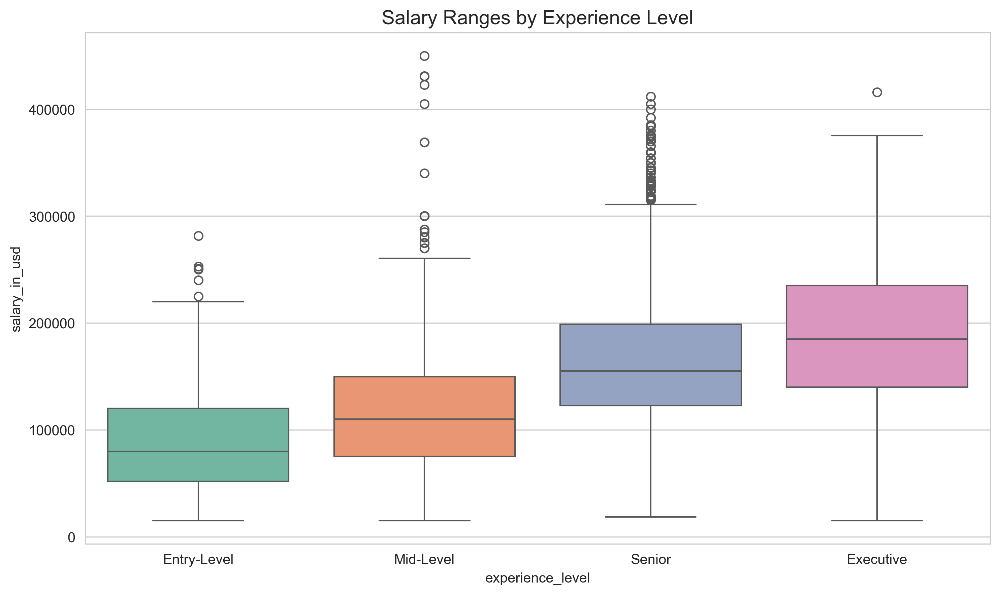 Salary Ranges by Experience Level
salary_in_usd
400000
300000
200000
100000
0
Entry-Level
Mid-Level
Senior
Executive
experience_level